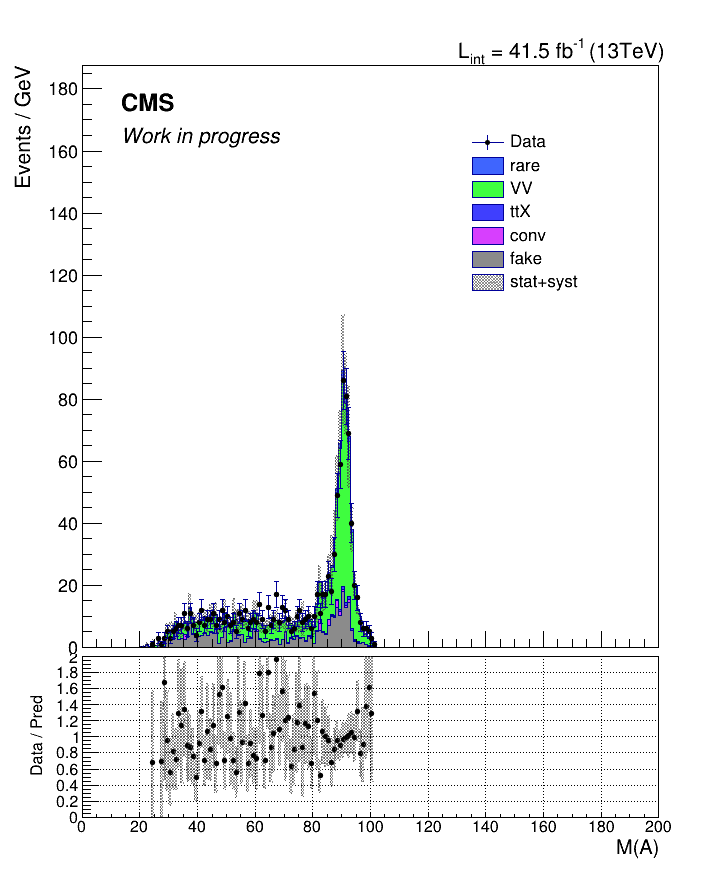 L_int = 41.5 fb^-1 (13TeV)
Events / GeV
180
160
140
120
100
80
60
40
20
0
CMS
Work in progress
Data
rare
VV
ttX
conv
fake
stat+syst
Data / Pred
2
1.8
1.6
1.4
1.2
1
0.8
0.6
0.4
0.2
0
0 20 40 60 80 100 120 140 160 180 200
M(A)